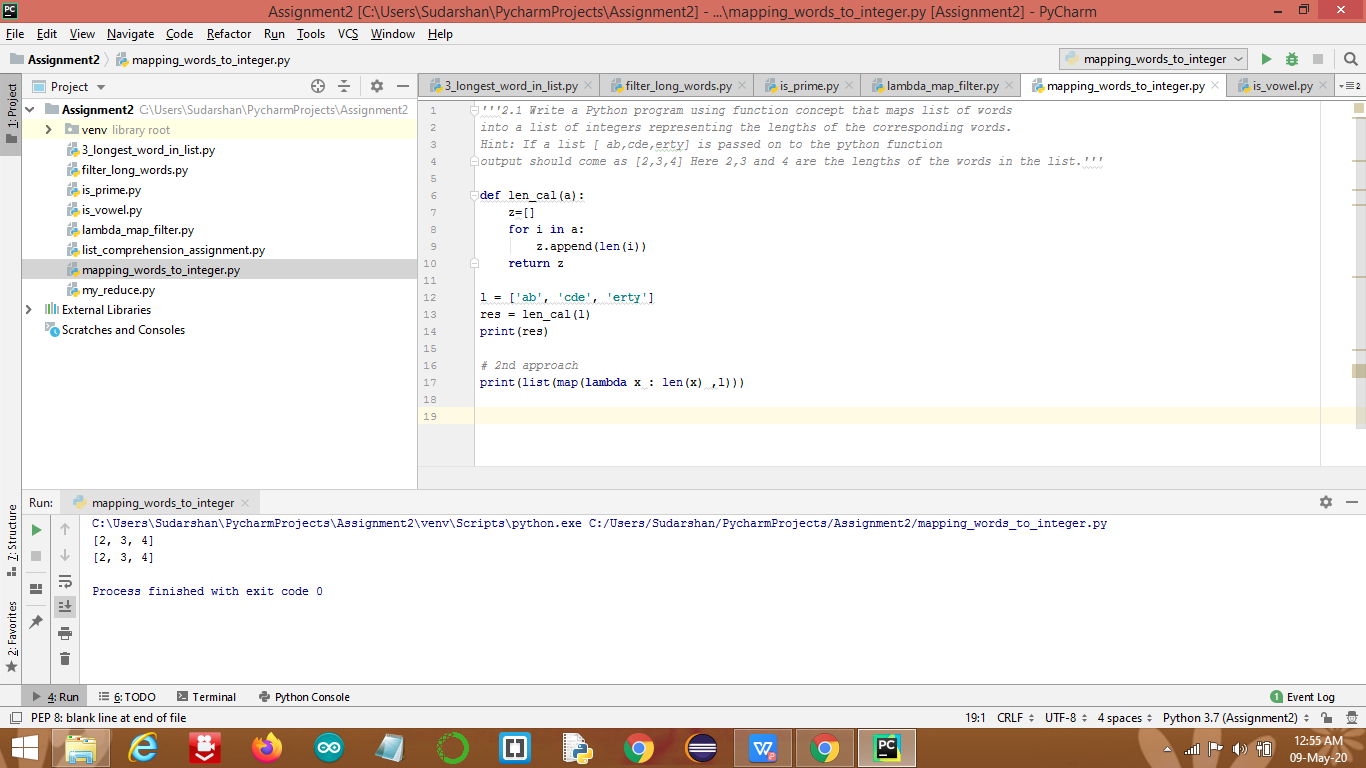 Assignment2 [C:\Users\Sudarshan\PycharmProjects\Assignment2] - ...\mapping_words_to_integer.py [Assignment2] - PyCharm
File Edit View Navigate Code Refactor Run Tools VCS Window Help
Assignment2 mapping_words_to_integer.py mapping_words_to_integer
Project
3_longest_word_in_list.py filter_long_words.py is_prime.py lambda_map_filter.py mapping_words_to_integer.py is_vowel.py 2
1: Project
Assignment2 C:\Users\Sudarshan\PycharmProjects\Assignment2
venv library root
3_longest_word_in_list.py
filter_long_words.py
is_prime.py
is_vowel.py
lambda_map_filter.py
list_comprehension_assignment.py
mapping_words_to_integer.py
my_reduce.py
External Libraries
Scratches and Consoles
1 '''2.1 Write a Python program using function concept that maps list of words
2 into a list of integers representing the lengths of the corresponding words.
3 Hint: If a list [ ab,cde,erty] is passed on to the python function
4 output should come as [2,3,4] Here 2,3 and 4 are the lengths of the words in the list.'''
5
6 def len_cal(a):
7 z=[]
8 for i in a:
9 z.append(len(i))
10 return z
11
12 l = ['ab', 'cde', 'erty']
13 res = len_cal(l)
14 print(res)
15
16 # 2nd approach
17 print(list(map(lambda x : len(x) ,l)))
18
19
Run: mapping_words_to_integer
C:\Users\Sudarshan\PycharmProjects\Assignment2\venv\Scripts\python.exe C:/Users/Sudarshan/PycharmProjects/Assignment2/mapping_words_to_integer.py
[2, 3, 4]
[2, 3, 4]
Process finished with exit code 0
7: Structure
2: Favorites
4: Run 6: TODO Terminal Python Console 1 Event Log
PEP 8: blank line at end of file 19:1 CRLF UTF-8 4 spaces Python 3.7 (Assignment2)
12:55 AM
09-May-20